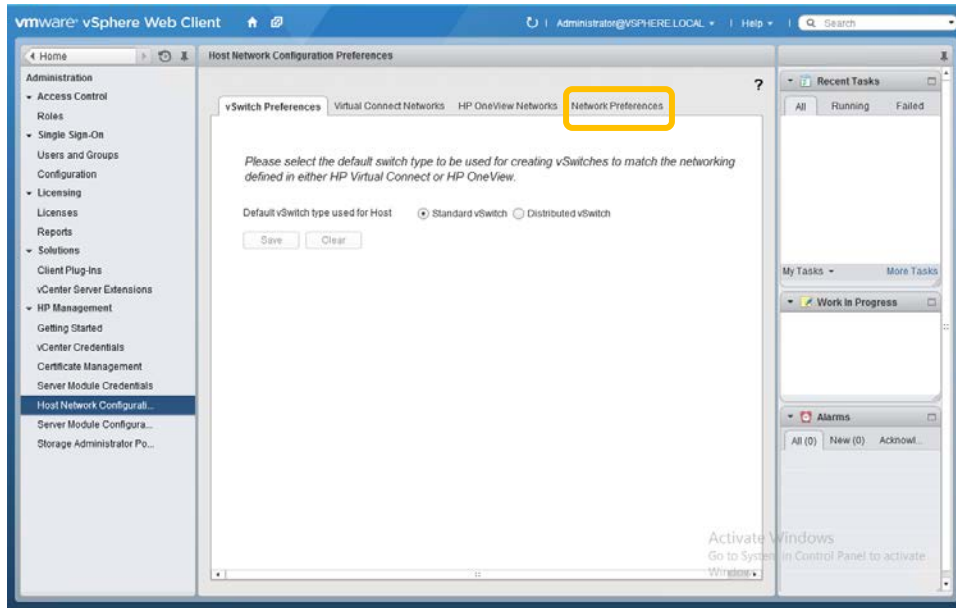 vmware® vSphere Web Client
Administrator@VSPHERE.LOCAL
Help
Search
Home
Administration
Access Control
Roles
Single Sign-On
Users and Groups
Configuration
Licensing
Licenses
Reports
Solutions
Client Plug-Ins
vCenter Server Extensions
HP Management
Getting Started
vCenter Credentials
Certificate Management
Server Module Credentials
Host Network Configurati...
Server Module Configura...
Storage Administrator Po...
Host Network Configuration Preferences
?
vSwitch Preferences Virtual Connect Networks HP OneView Networks Network Preferences
Please select the default switch type to be used for creating vSwitches to match the networking
defined in either HP Virtual Connect or HP OneView.
Default vSwitch type used for Host Standard vSwitch Distributed vSwitch
Save Clear
Recent Tasks
All Running Failed
My Tasks More Tasks
Work In Progress
Alarms
All (0) New (0) Acknowl...
Activate Windows
Go to System in Control Panel to activate
Windows.